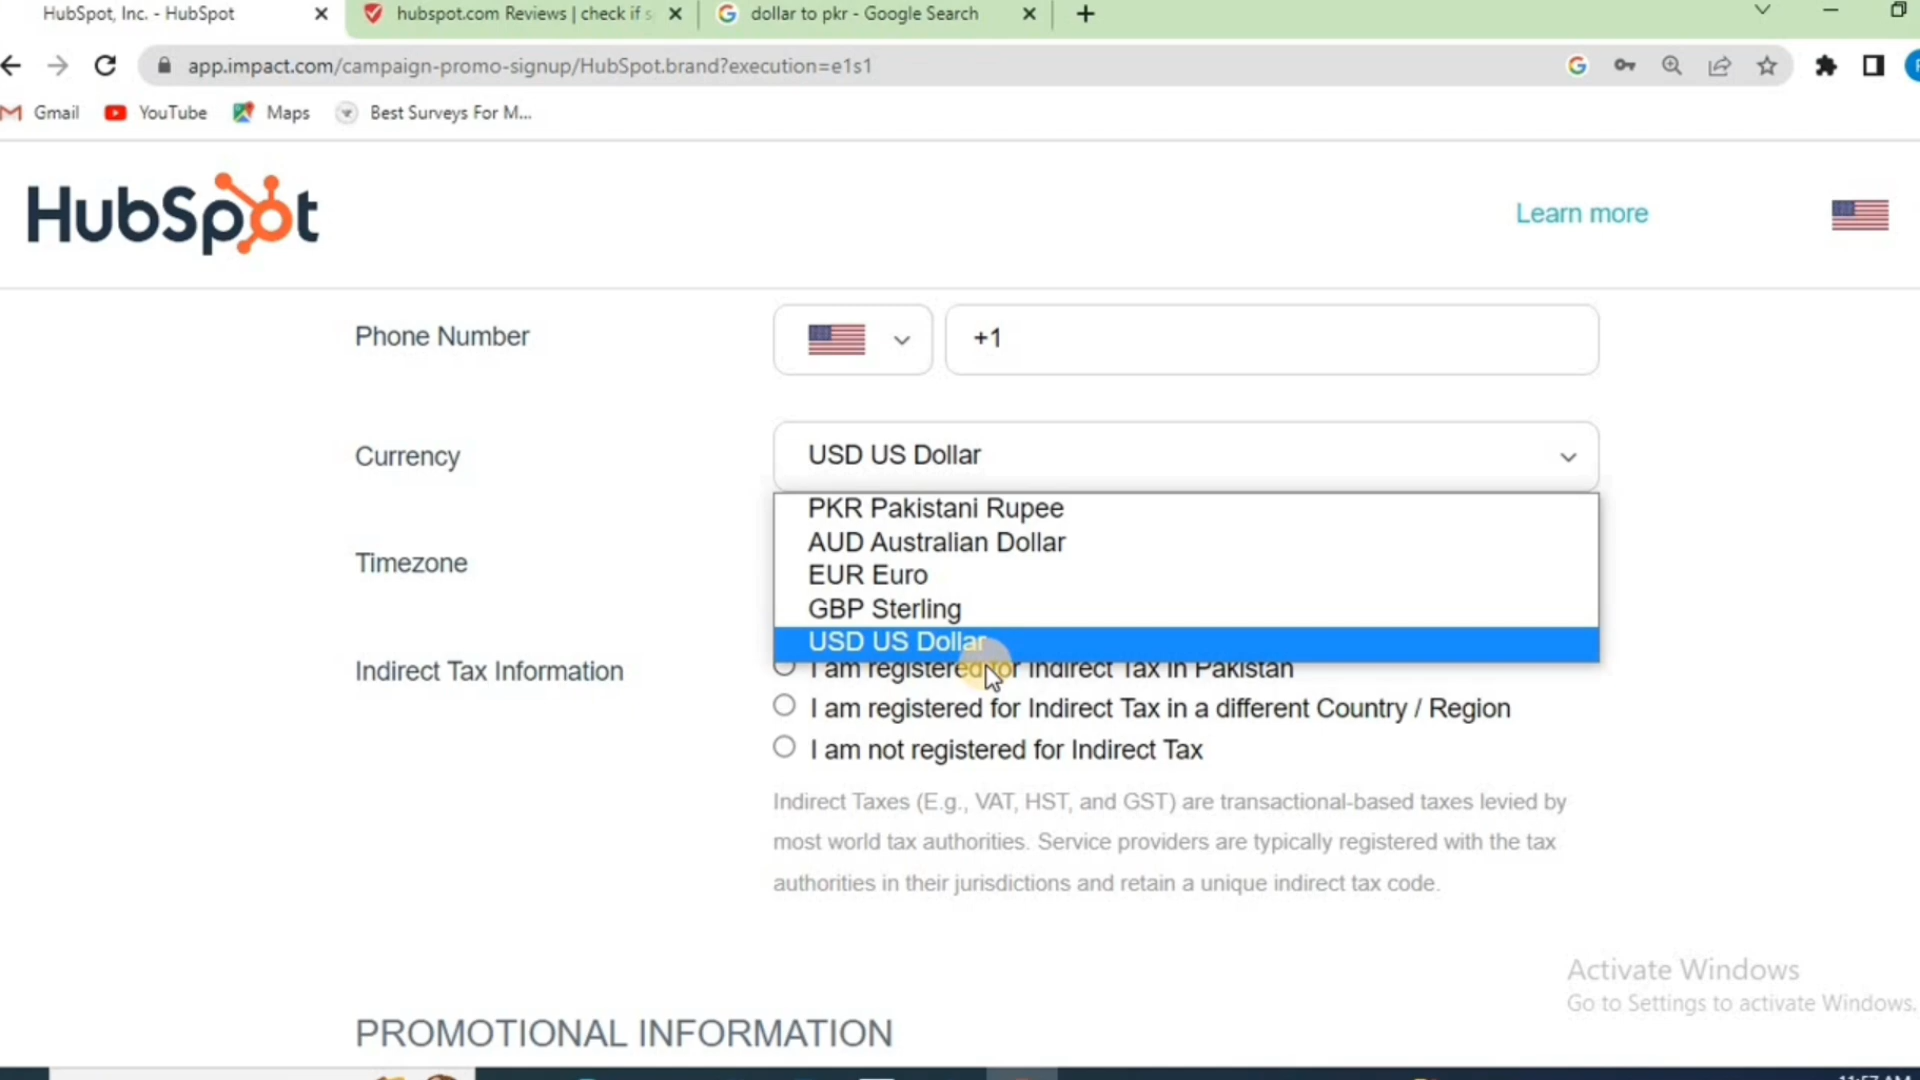 HubSpot, Inc. - HubSpot
hubspot.com Reviews | check if s
dollar to pkr - Google Search
app.impact.com/campaign-promo-signup/HubSpot.brand?execution=e1s1
Gmail
YouTube
Maps
Best Surveys For M...
HubSpot
Learn more
Phone Number
+1
Currency
USD US Dollar
PKR Pakistani Rupee
AUD Australian Dollar
EUR Euro
GBP Sterling
USD US Dollar
Timezone
Indirect Tax Information
I am registered for Indirect Tax in Pakistan
I am registered for Indirect Tax in a different Country / Region
I am not registered for Indirect Tax
Indirect Taxes (E.g., VAT, HST, and GST) are transactional-based taxes levied by
most world tax authorities. Service providers are typically registered with the tax
authorities in their jurisdictions and retain a unique indirect tax code.
Activate Windows
Go to Settings to activate Windows.
PROMOTIONAL INFORMATION